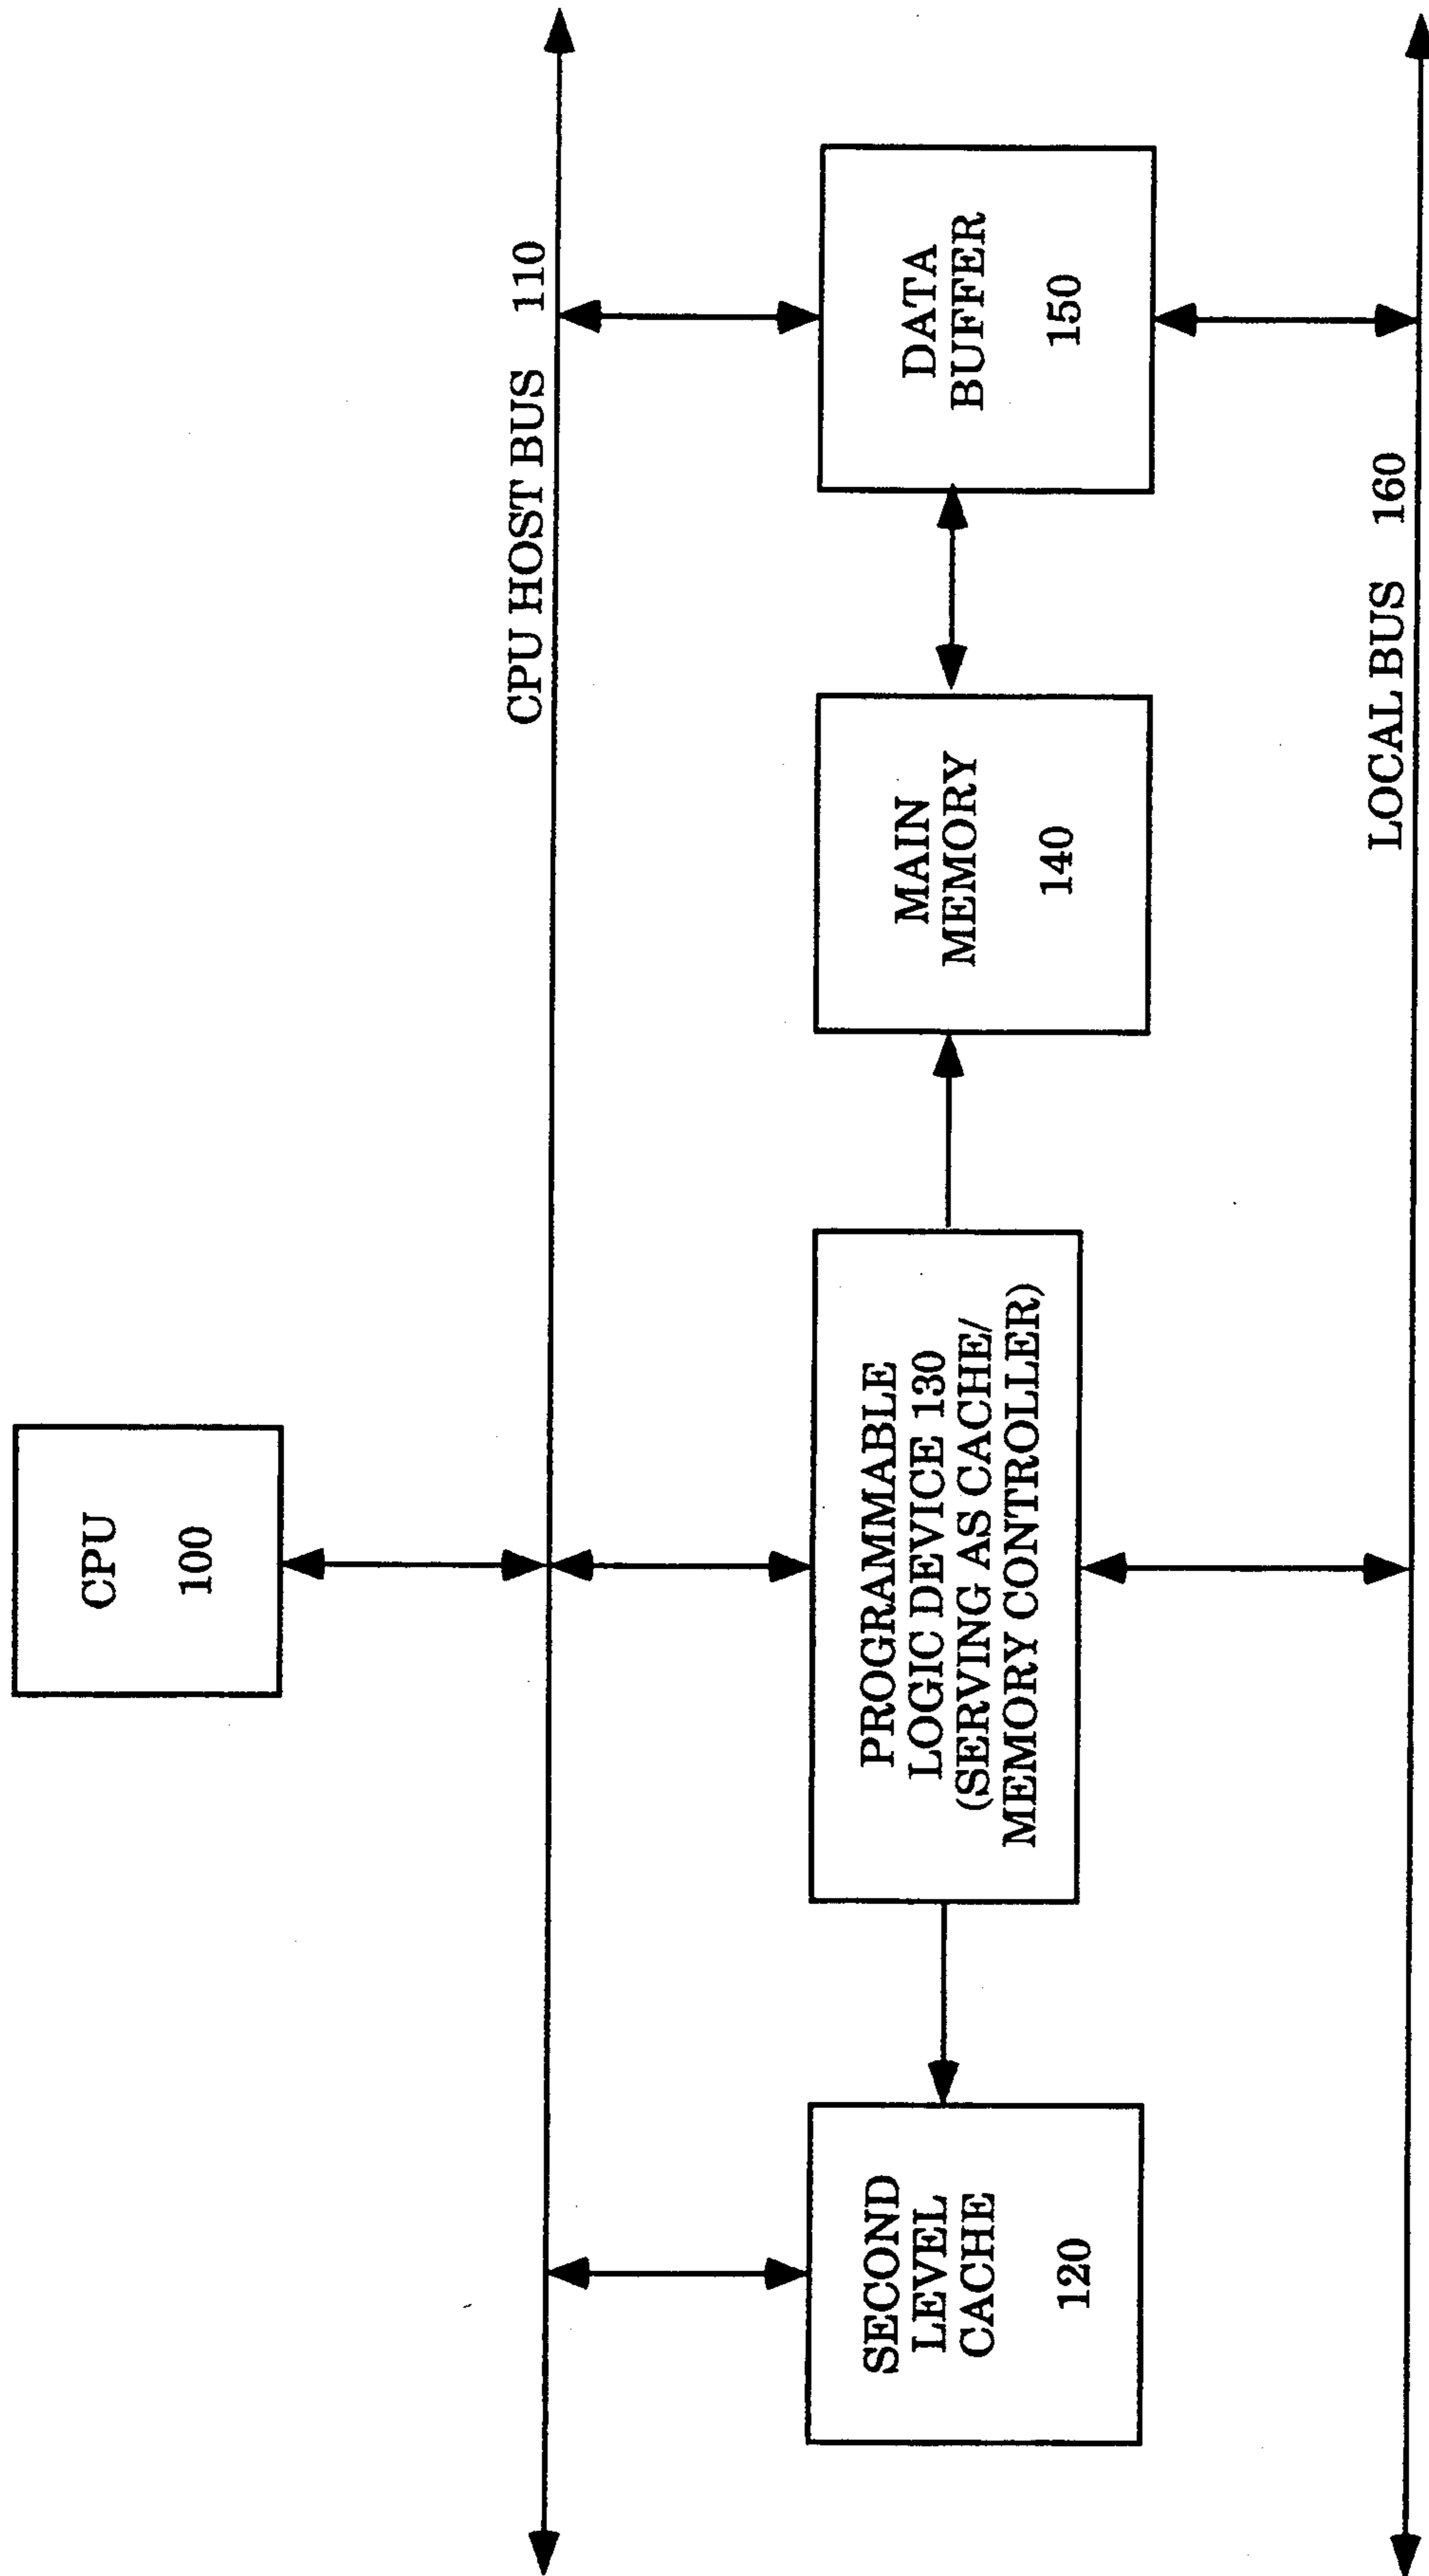 CPU
100
CPU HOST BUS 110
SECOND
LEVEL
CACHE
120
PROGRAMMABLE
LOGIC DEVICE 130
(SERVING AS CACHE/
MEMORY CONTROLLER)
MAIN
MEMORY
140
DATA
BUFFER
150
LOCAL BUS 160